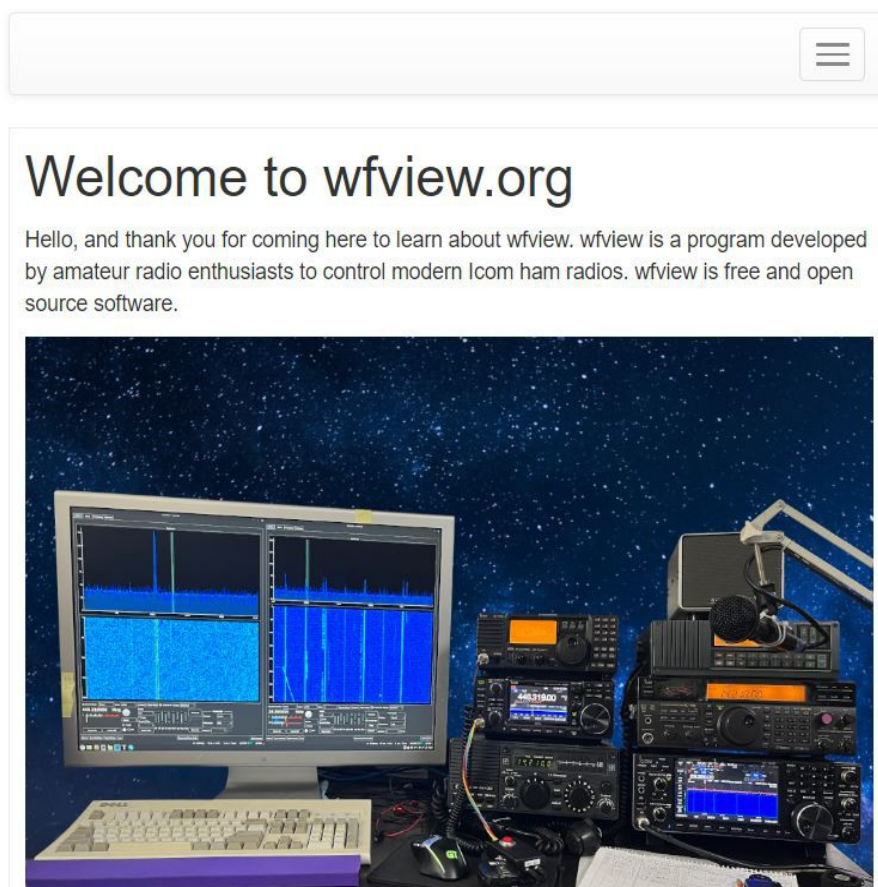 Welcome to wfview.org
Hello, and thank you for coming here to learn about wfview. wfview is a program developed
by amateur radio enthusiasts to control modern Icom ham radios. wfview is free and open
source software.
DELL